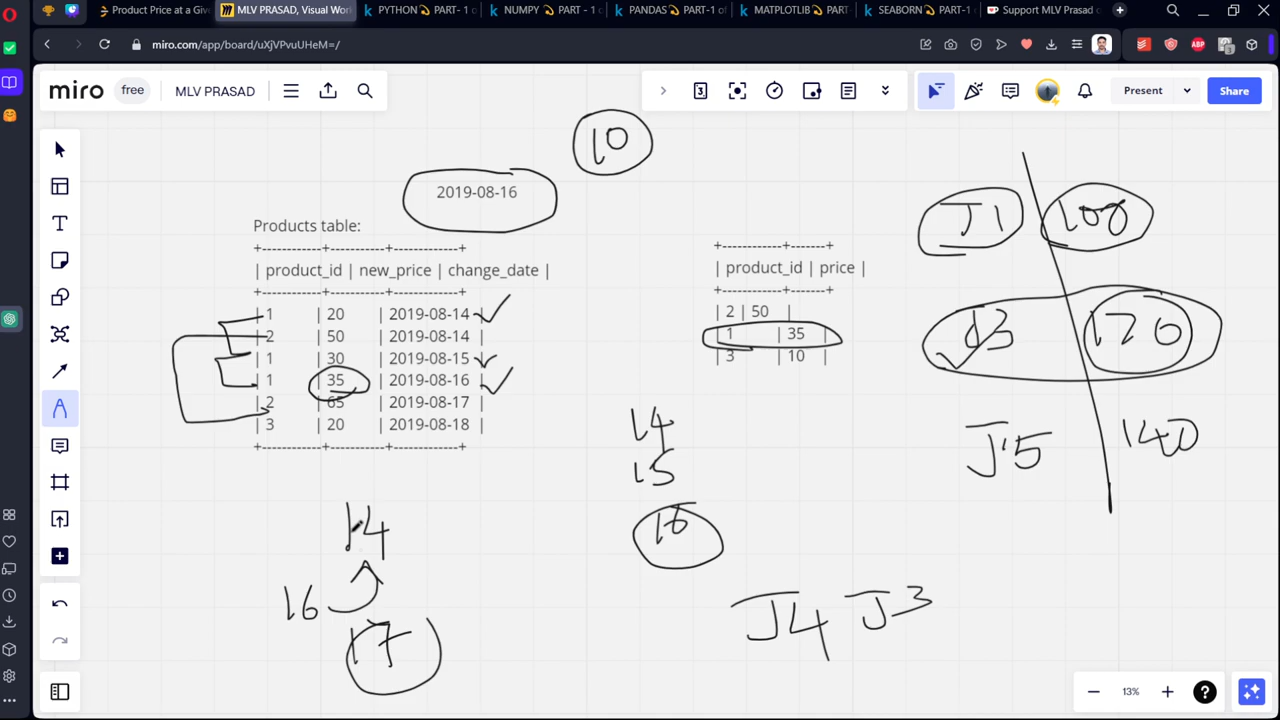 Product Price at a Giv
MLV PRASAD, Visual Wor
PYTHON PART- 1 o
NUMPY PART - 1 of
PANDAS PART-1 of
MATPLOTLIB PART-
SEABORN PART-1
Support MLV Prasad o
miro.com/app/board/uXjVPvuUHeM=/
miro free MLV PRASAD
3
Present
Share
10
2019-08-16
Products table:
+------------+-----------+-------------+
| product_id | new_price | change_date |
+------------+-----------+-------------+
| 1 | 20 | 2019-08-14 |
| 2 | 50 | 2019-08-14 |
| 1 | 30 | 2019-08-15 |
| 1 | 35 | 2019-08-16 |
| 2 | 65 | 2019-08-17 |
| 3 | 20 | 2019-08-18 |
+------------+-----------+-------------+
+------------+-------+
| product_id | price |
+------------+-------+
| 2 | 50 |
| 1 | 35 |
| 3 | 10 |
J1 100
J3 120
J5 140
14
15
16
14
16
17
J4 J3
13%